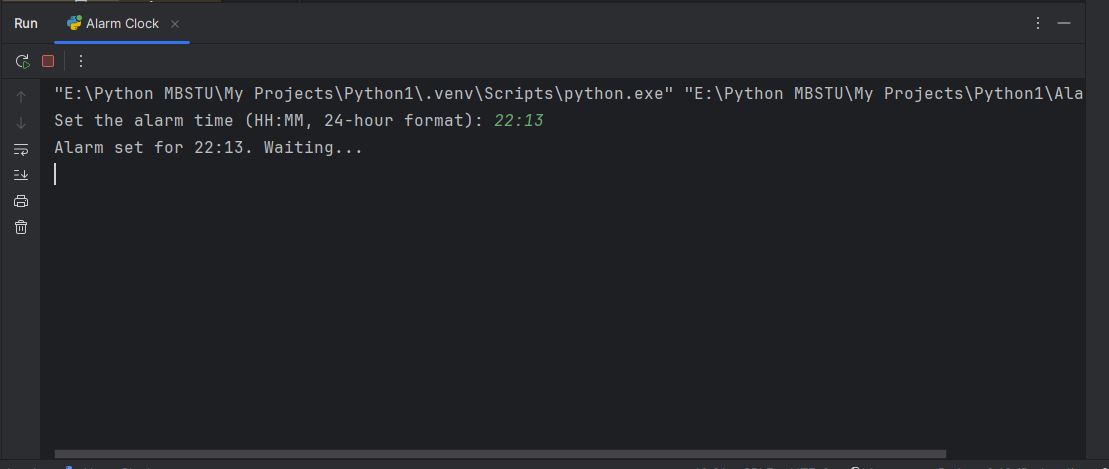 Run
Alarm Clock
"E:\Python MBSTU\My Projects\Python1\.venv\Scripts\python.exe" "E:\Python MBSTU\My Projects\Python1\Ala
Set the alarm time (HH:MM, 24-hour format): 22:13
Alarm set for 22:13. Waiting...